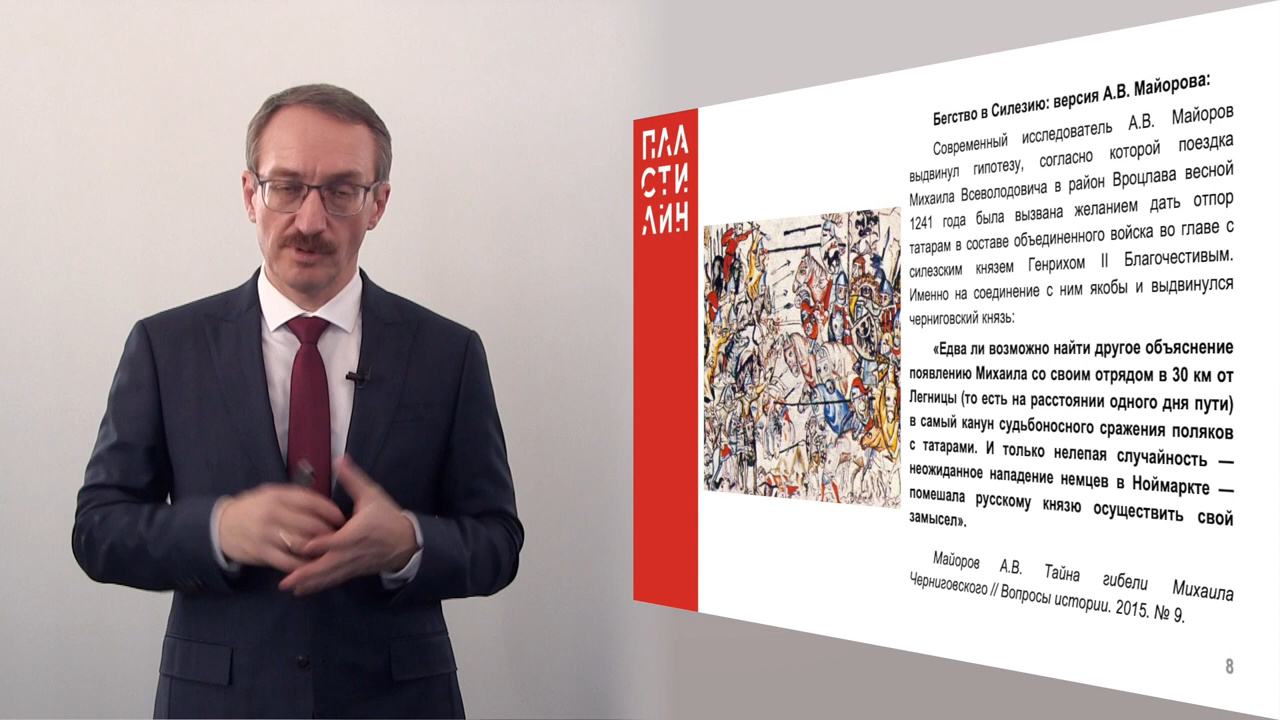 ПЛА
СТИ
ЛИН
Бегство в Силезию: версия А.В. Майорова:
Современный исследователь А.В. Майоров
выдвинул гипотезу, согласно которой поездка
Михаила Всеволодовича в район Вроцлава весной
1241 года была вызвана желанием дать отпор
татарам в составе объединенного войска во главе с
силезским князем Генрихом II Благочестивым.
Именно на соединение с ним якобы и выдвинулся
черниговский князь:
«Едва ли возможно найти другое объяснение
появлению Михаила со своим отрядом в 30 км от
Легницы (то есть на расстоянии одного дня пути)
в самый канун судьбоносного сражения поляков
с татарами. И только нелепая случайность —
неожиданное нападение немцев в Ноймаркте —
помешала русскому князю осуществить свой
замысел».
Майоров А.В. Тайна гибели Михаила
Черниговского // Вопросы истории. 2015. № 9.
8